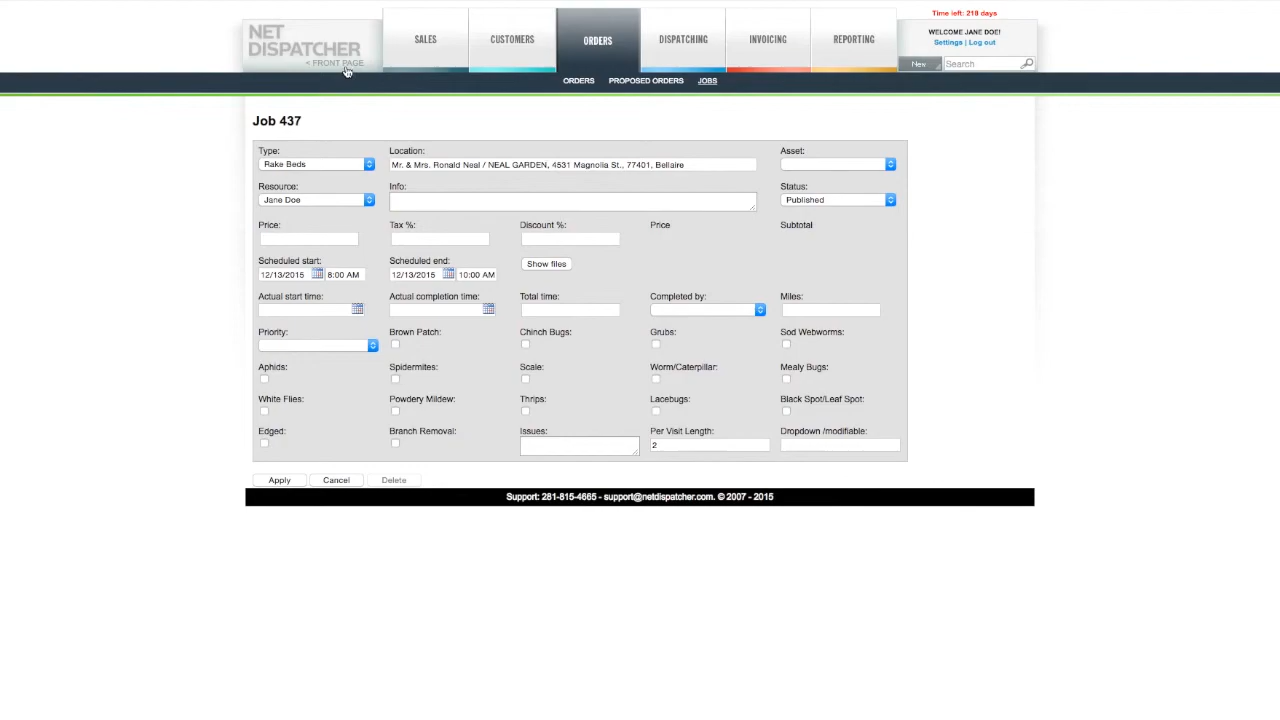 NET DISPATCHER
< FRONT PAGE
SALES CUSTOMERS ORDERS DISPATCHING INVOICING REPORTING
Time left: 218 days
WELCOME JANE DOE!
Settings | Log out
New Search
ORDERS PROPOSED ORDERS JOBS
Job 437
Type: Location: Asset:
Rake Beds Mr. & Mrs. Ronald Neal / NEAL GARDEN, 4531 Magnolia St., 77401, Bellaire
Resource: Info: Status:
Jane Doe Published
Price: Tax %: Discount %: Price Subtotal
Scheduled start: Scheduled end:
12/13/2015 8:00 AM 12/13/2015 10:00 AM Show files
Actual start time: Actual completion time: Total time: Completed by: Miles:
Priority: Brown Patch: Chinch Bugs: Grubs: Sod Webworms:
Aphids: Spidermites: Scale: Worm/Caterpillar: Mealy Bugs:
White Flies: Powdery Mildew: Thrips: Lacebugs: Black Spot/Leaf Spot:
Edged: Branch Removal: Issues: Per Visit Length: Dropdown /modifiable:
2
Apply Cancel Delete
Support: 281-815-4665 - support@netdispatcher.com. © 2007 - 2015